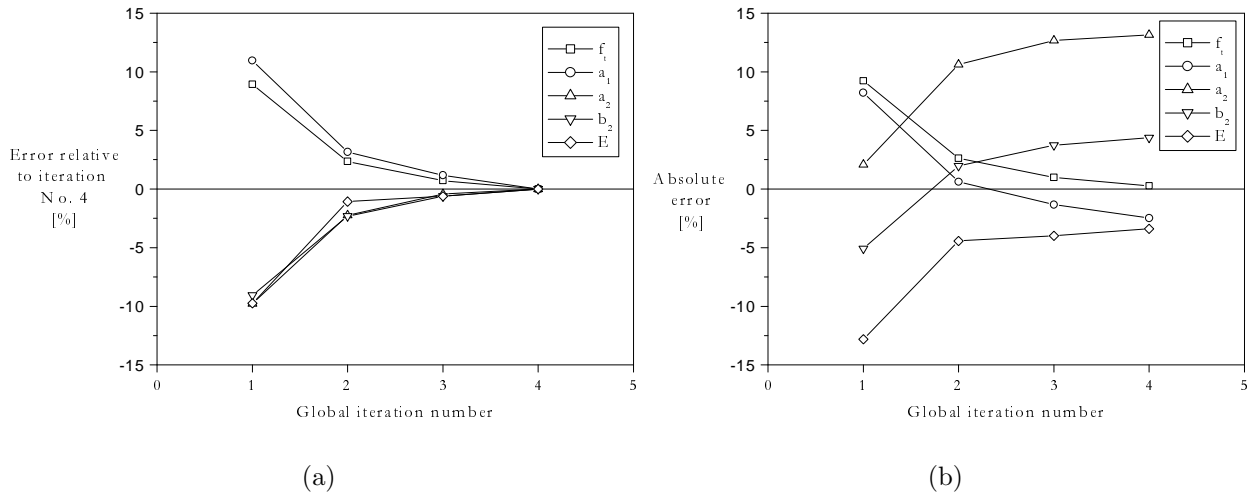 15
10
5
0
-5
-10
-15
Error relative
to iteration
No. 4
[%]
f_t
a_1
a_2
b_2
E
0 1 2 3 4 5
Global iteration number
(a)
15
10
5
0
-5
-10
-15
Absolute
error
[%]
f_t
a_1
a_2
b_2
E
0 1 2 3 4 5
Global iteration number
(b)